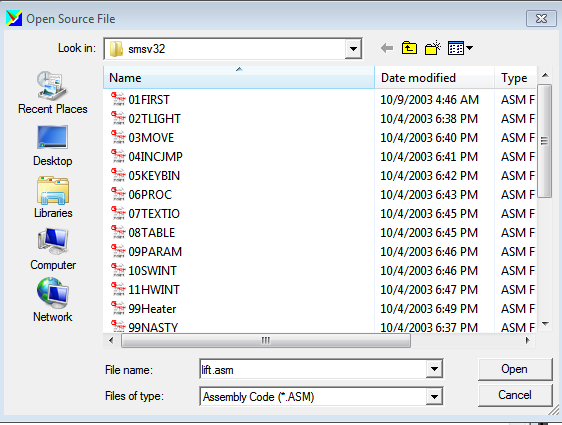 Open Source File
Look in: smsv32
Name Date modified Type
01FIRST 10/9/2003 4:46 AM ASM F
02TLIGHT 10/4/2003 6:38 PM ASM F
03MOVE 10/4/2003 6:40 PM ASM F
04INCJMP 10/4/2003 6:41 PM ASM F
05KEYBIN 10/4/2003 6:42 PM ASM F
06PROC 10/4/2003 6:43 PM ASM F
07TEXTIO 10/4/2003 6:45 PM ASM F
08TABLE 10/4/2003 6:45 PM ASM F
09PARAM 10/4/2003 6:46 PM ASM F
10SWINT 10/4/2003 6:46 PM ASM F
11HWINT 10/4/2003 6:47 PM ASM F
99Heater 10/4/2003 6:49 PM ASM F
99NASTY 10/4/2003 6:37 PM ASM F
Recent Places
Desktop
Libraries
Computer
Network
File name: lift.asm Open
Files of type: Assembly Code (*.ASM) Cancel